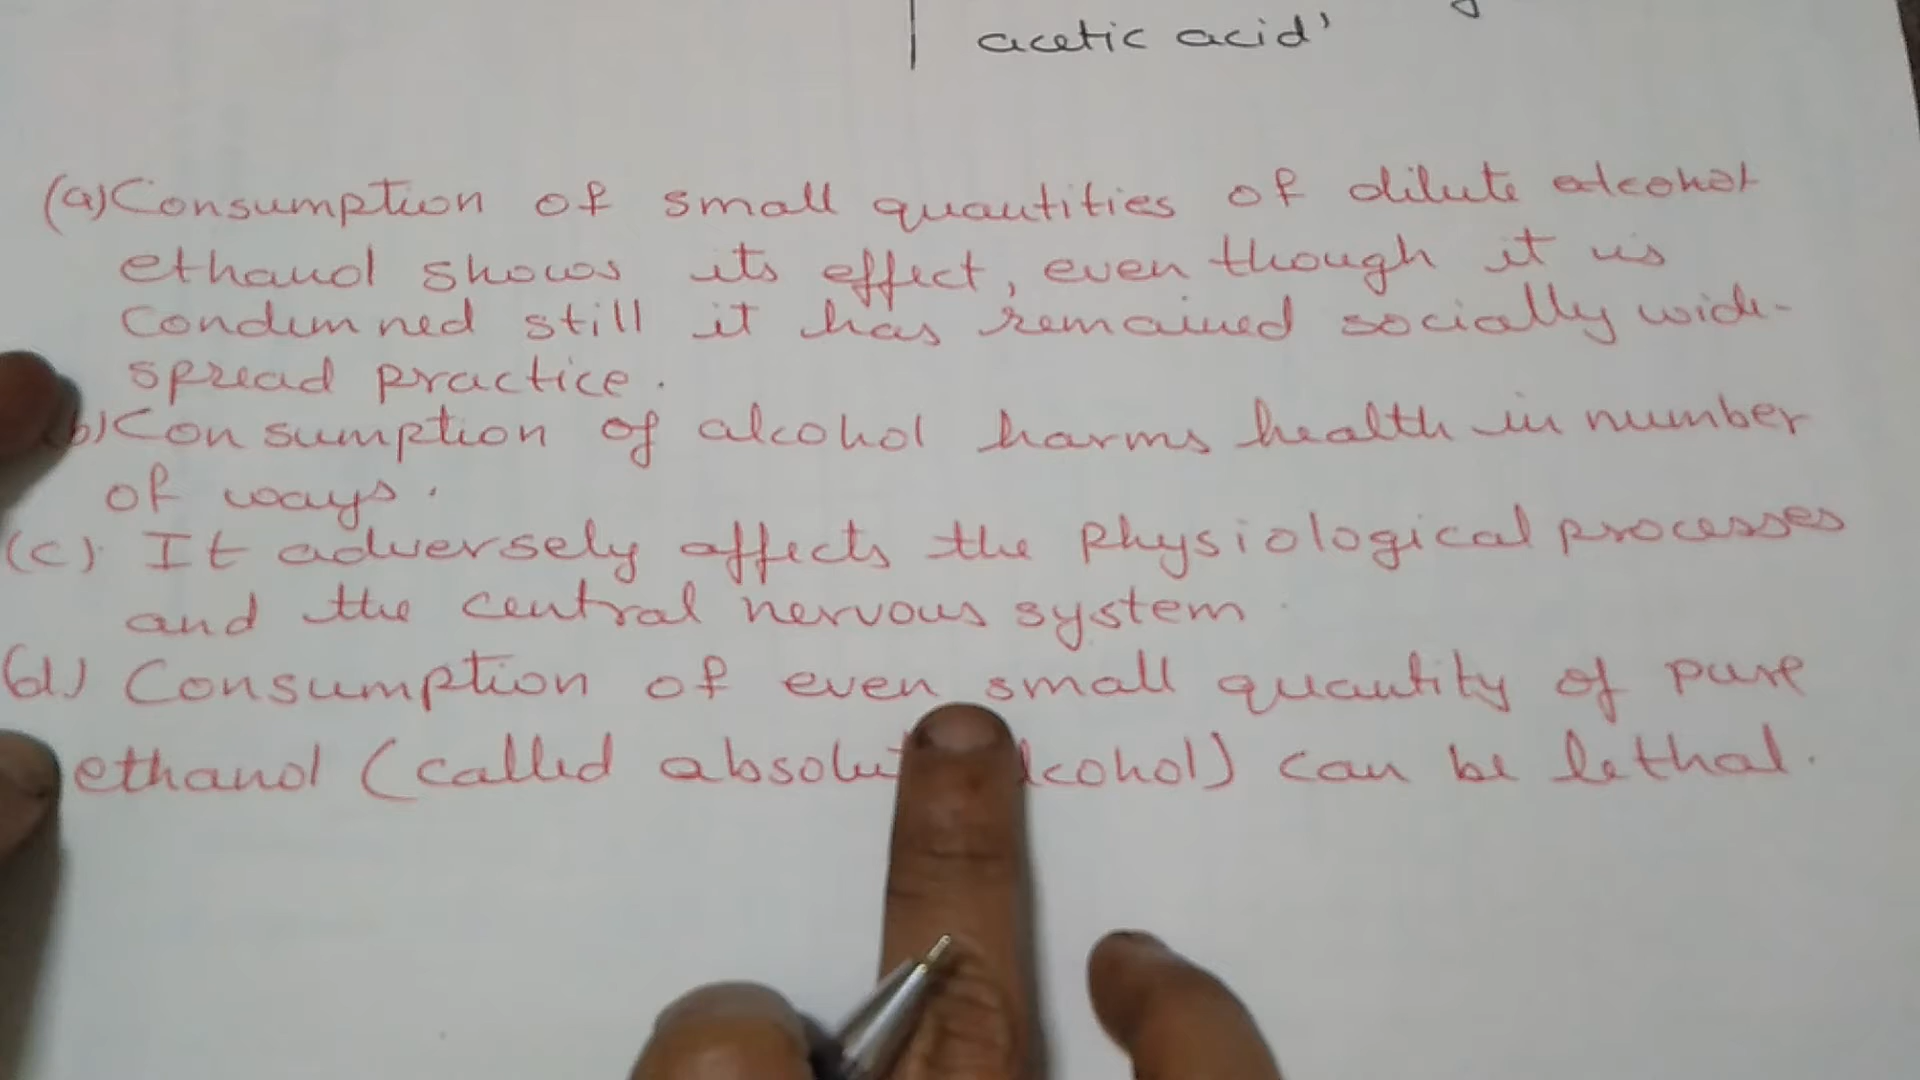 acetic acid'
(a) Consumption of small quantities of dilute alcohol
ethanol shows its effect, even though it is
condemned still it has remained socially wide-
spread practice.
b) Consumption of alcohol harms health in number
of ways.
(c). It adversely affects the physiological processes
and the central nervous system
(d) Consumption of even small quantity of pure
ethanol (called absolut lcohol) can be lethal.